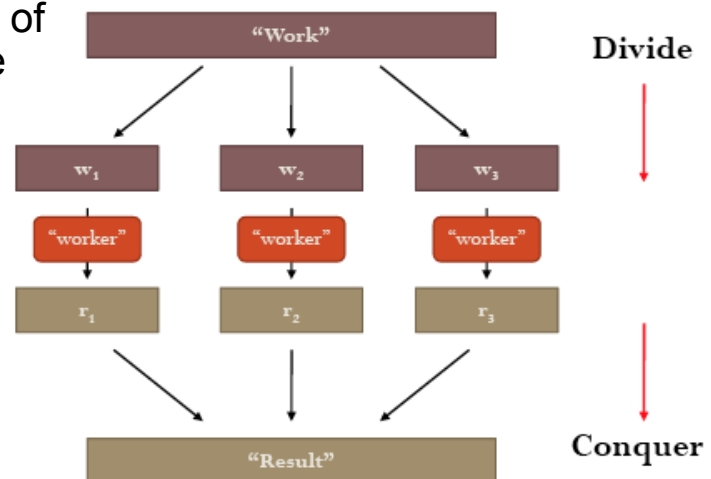 of
e
“Work”
Divide
w₁ w₂ w₃
“worker” “worker” “worker”
r₁ r₂ r₃
“Result”
Conquer